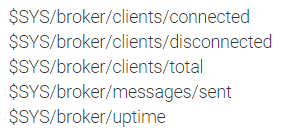 $SYS/broker/clients/connected
$SYS/broker/clients/disconnected
$SYS/broker/clients/total
$SYS/broker/messages/sent
$SYS/broker/uptime